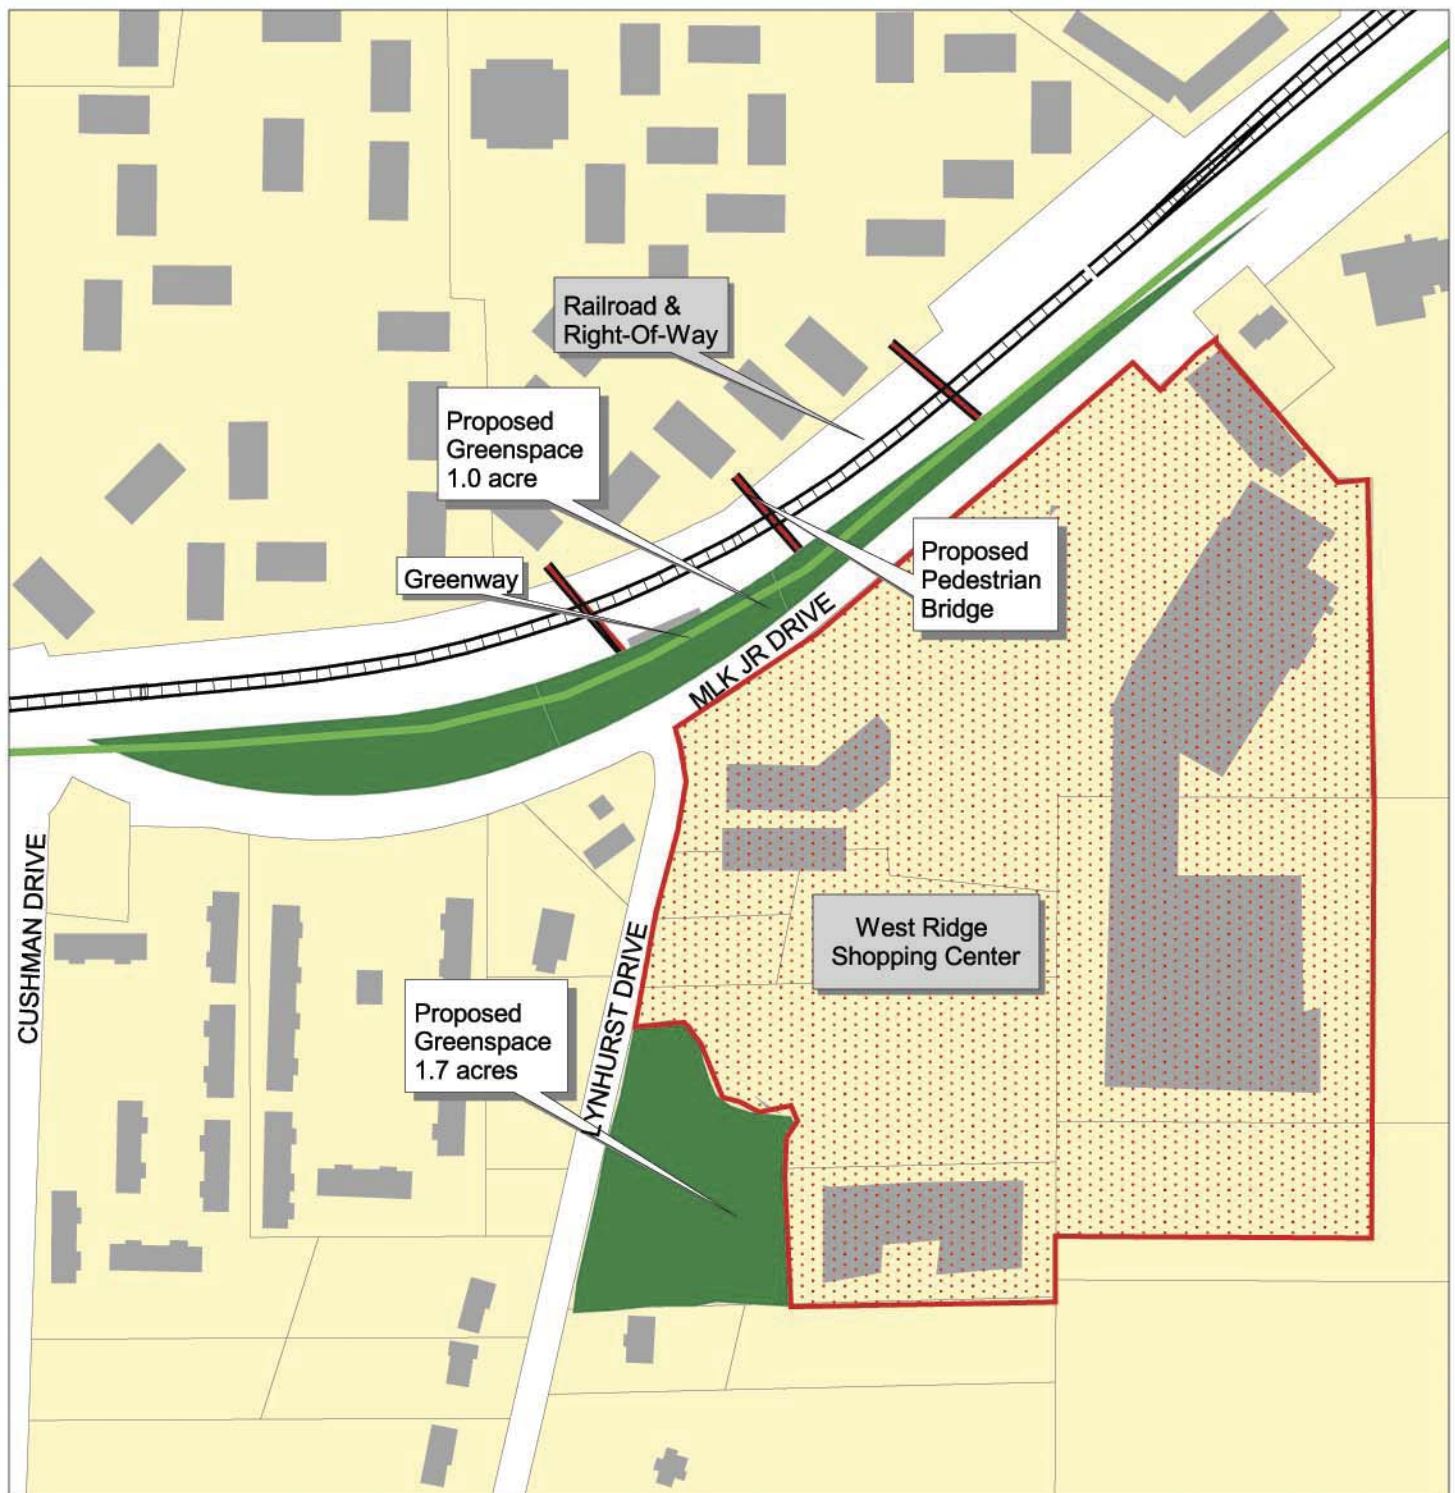 Railroad &
Right-Of-Way
Proposed
Greenspace
1.0 acre
Proposed
Pedestrian
Bridge
Greenway
MLK JR DRIVE
CUSHMAN DRIVE
West Ridge
Shopping Center
LYNHURST DRIVE
Proposed
Greenspace
1.7 acres